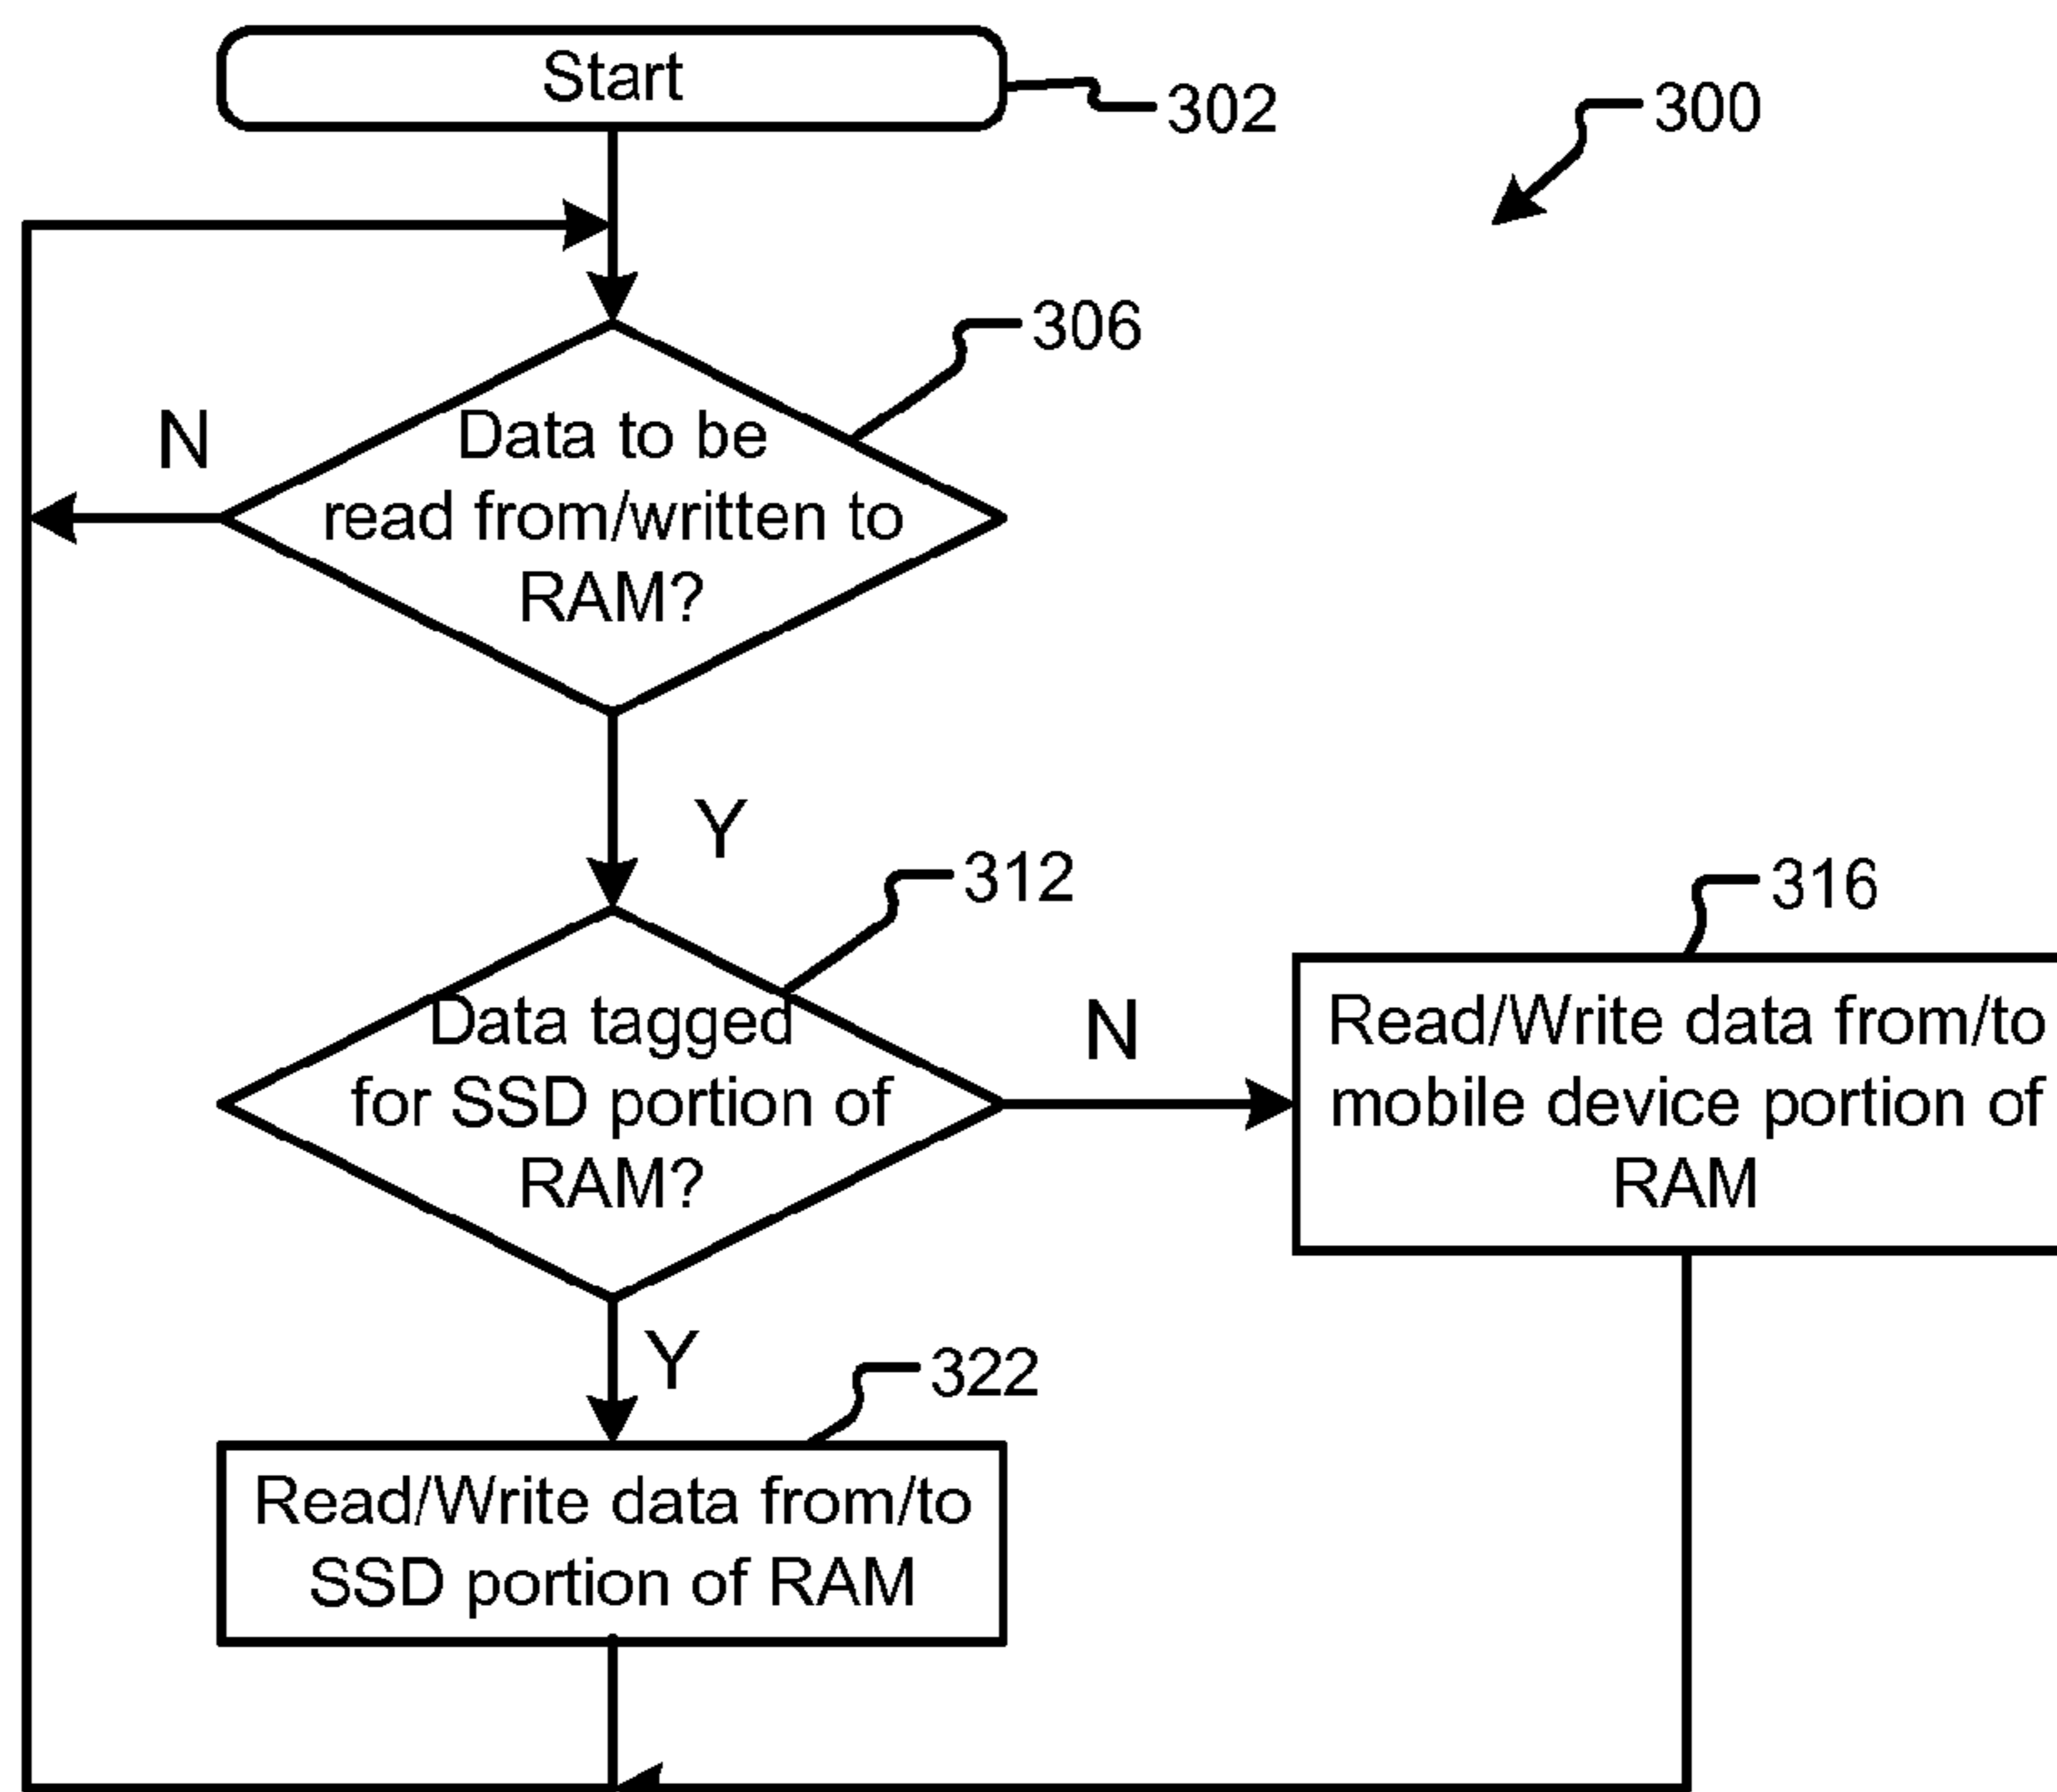 Start
302
300
306
Data to be
read from/written to
RAM?
N
Y
312
Data tagged
for SSD portion of
RAM?
N
316
Read/Write data from/to
mobile device portion of
RAM
Y
322
Read/Write data from/to
SSD portion of RAM